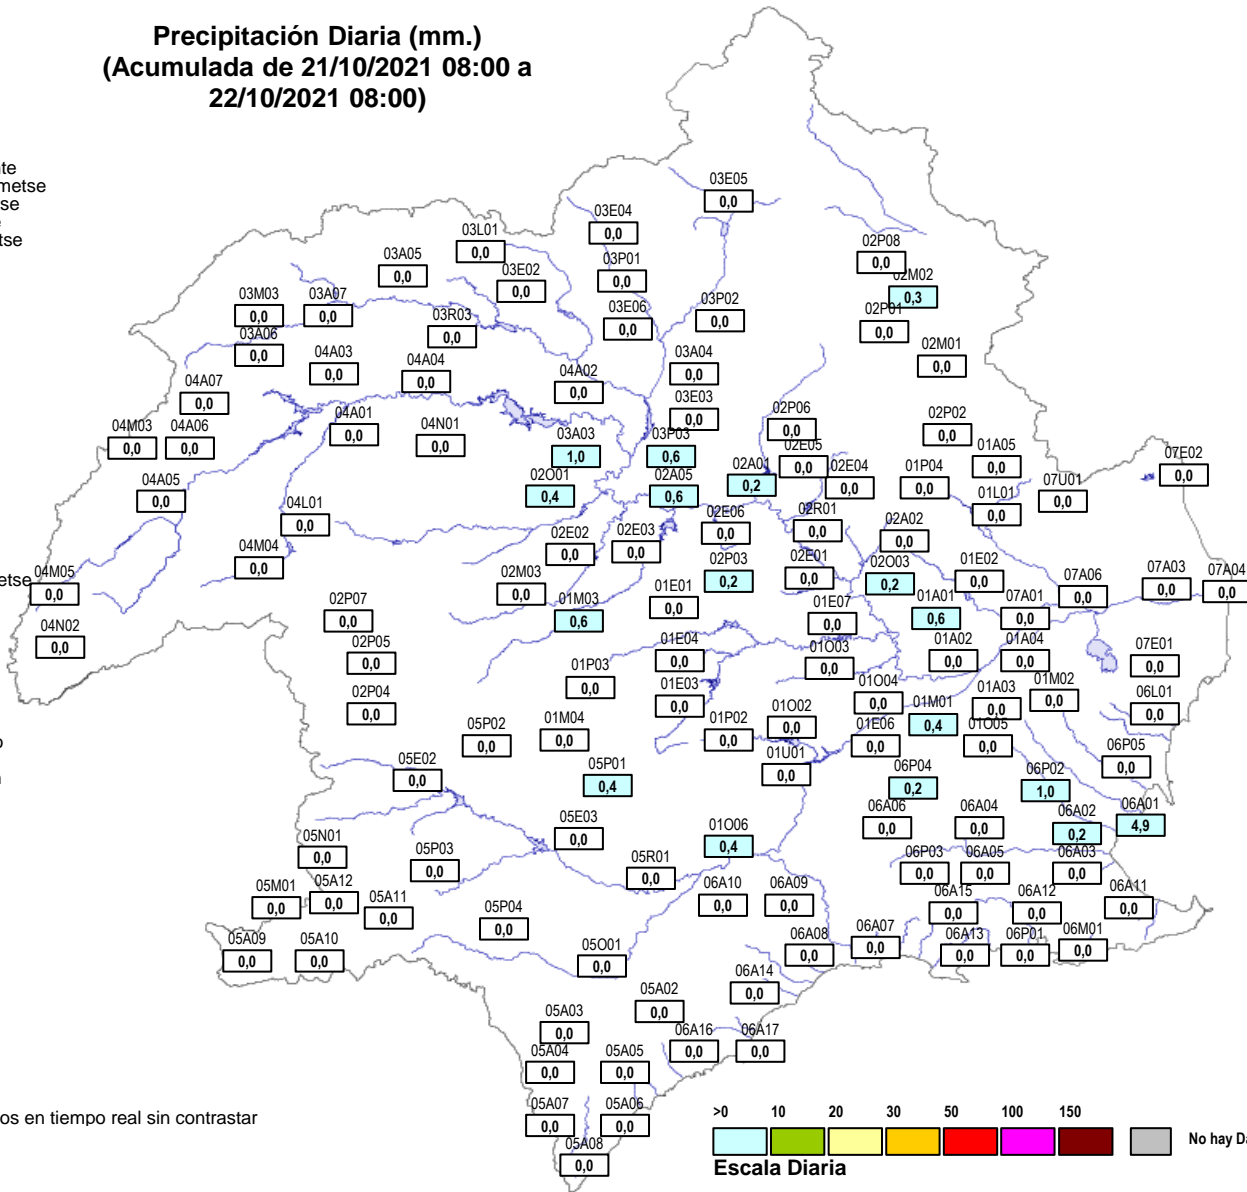 Precipitación Diaria (mm.)
(Acumulada de 21/10/2021 08:00 a
22/10/2021 08:00)
03E05
0,0
03E04
0,0
03L01
0,0
03A05
0,0
03E02
0,0
03P01
0,0
02P08
0,0
02M02
0,3
03M03
0,0
03A07
0,0
03R03
0,0
03E06
0,0
03P02
0,0
02P01
0,0
03A06
0,0
04A03
0,0
04A04
0,0
04A02
0,0
03A04
0,0
02M01
0,0
04A07
0,0
03E03
0,0
04M03
0,0
04A06
0,0
04A01
0,0
04N01
0,0
03A03
1,0
03P03
0,6
02P06
0,0
02P02
0,0
02E05
0,0
01A05
0,0
07E02
0,0
04A05
0,0
02O01
0,4
02A05
0,6
02A01
0,2
02E04
0,0
01P04
0,0
07U01
0,0
01L01
0,0
04L01
0,0
02E06
0,0
02R01
0,0
02A02
0,0
04M04
0,0
02E02
0,0
02E03
0,0
etse
04M05
0,0
02M03
0,0
02P03
0,2
02E01
0,0
02O03
0,2
01E02
0,0
07A06
0,0
07A03
0,0
07A04
0,0
02P07
0,0
01M03
0,6
01E01
0,0
01E07
0,0
01A01
0,6
07A01
0,0
04N02
0,0
02P05
0,0
01E04
0,0
01O03
0,0
01A02
0,0
01A04
0,0
07E01
0,0
02P04
0,0
01P03
0,0
01E03
0,0
01O04
0,0
01A03
0,0
01M02
0,0
06L01
0,0
05P02
0,0
01M04
0,0
01P02
0,0
01O02
0,0
01E06
0,0
01M01
0,4
01O05
0,0
05E02
0,0
05P01
0,4
01U01
0,0
06P04
0,2
06P02
1,0
06P05
0,0
05E03
0,0
01O06
0,4
06A06
0,0
06A04
0,0
06A02
0,2
06A01
4,9
05N01
0,0
05P03
0,0
05R01
0,0
06P03
0,0
06A05
0,0
06A03
0,0
05M01
0,0
05A12
0,0
05A11
0,0
05P04
0,0
06A10
0,0
06A09
0,0
06A15
0,0
06A12
0,0
06A11
0,0
05A09
0,0
05A10
0,0
05O01
0,0
06A08
0,0
06A07
0,0
06A13
0,0
06P01
0,0
06M01
0,0
06A14
0,0
05A02
0,0
05A03
0,0
06A16
0,0
06A17
0,0
05A04
0,0
05A05
0,0
05A07
0,0
05A06
0,0
05A08
0,0
os en tiempo real sin contrastar
>0 10 20 30 50 100 150
No hay Da
Escala Diaria